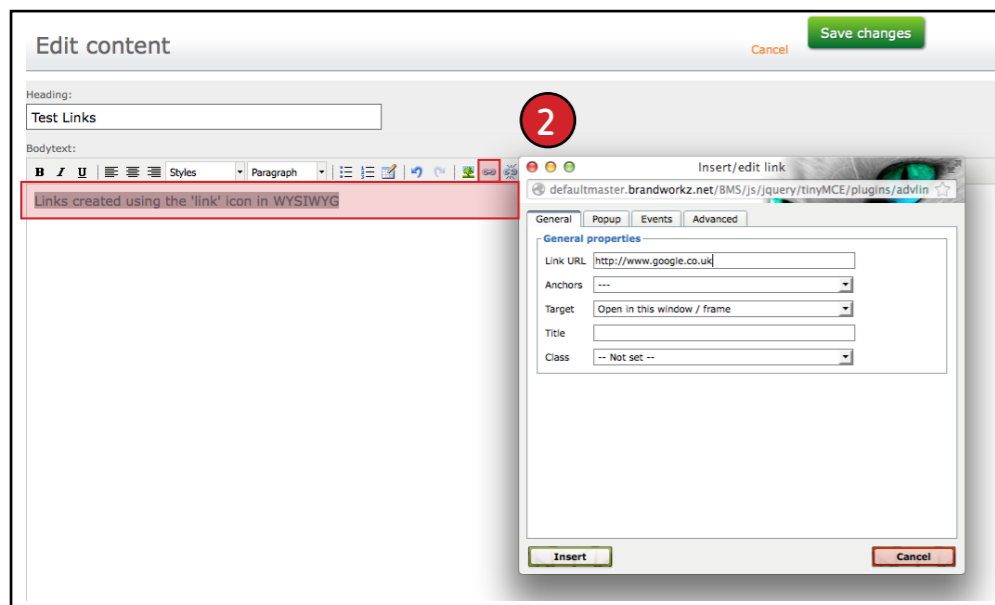 Edit content
Cancel
Save changes
Heading:
Test Links
2
Bodytext:
B I U Styles Paragraph
Links created using the 'link' icon in WYSIWYG
Insert/edit link
defaultmaster.brandworkz.net/8MS/js/jquery/tinyMCE/plugins/advlin
General Popup Events Advanced
General properties
Link URL http://www.google.co.uk
Anchors ---
Target Open in this window / frame
Title
Class -- Not set --
Insert Cancel